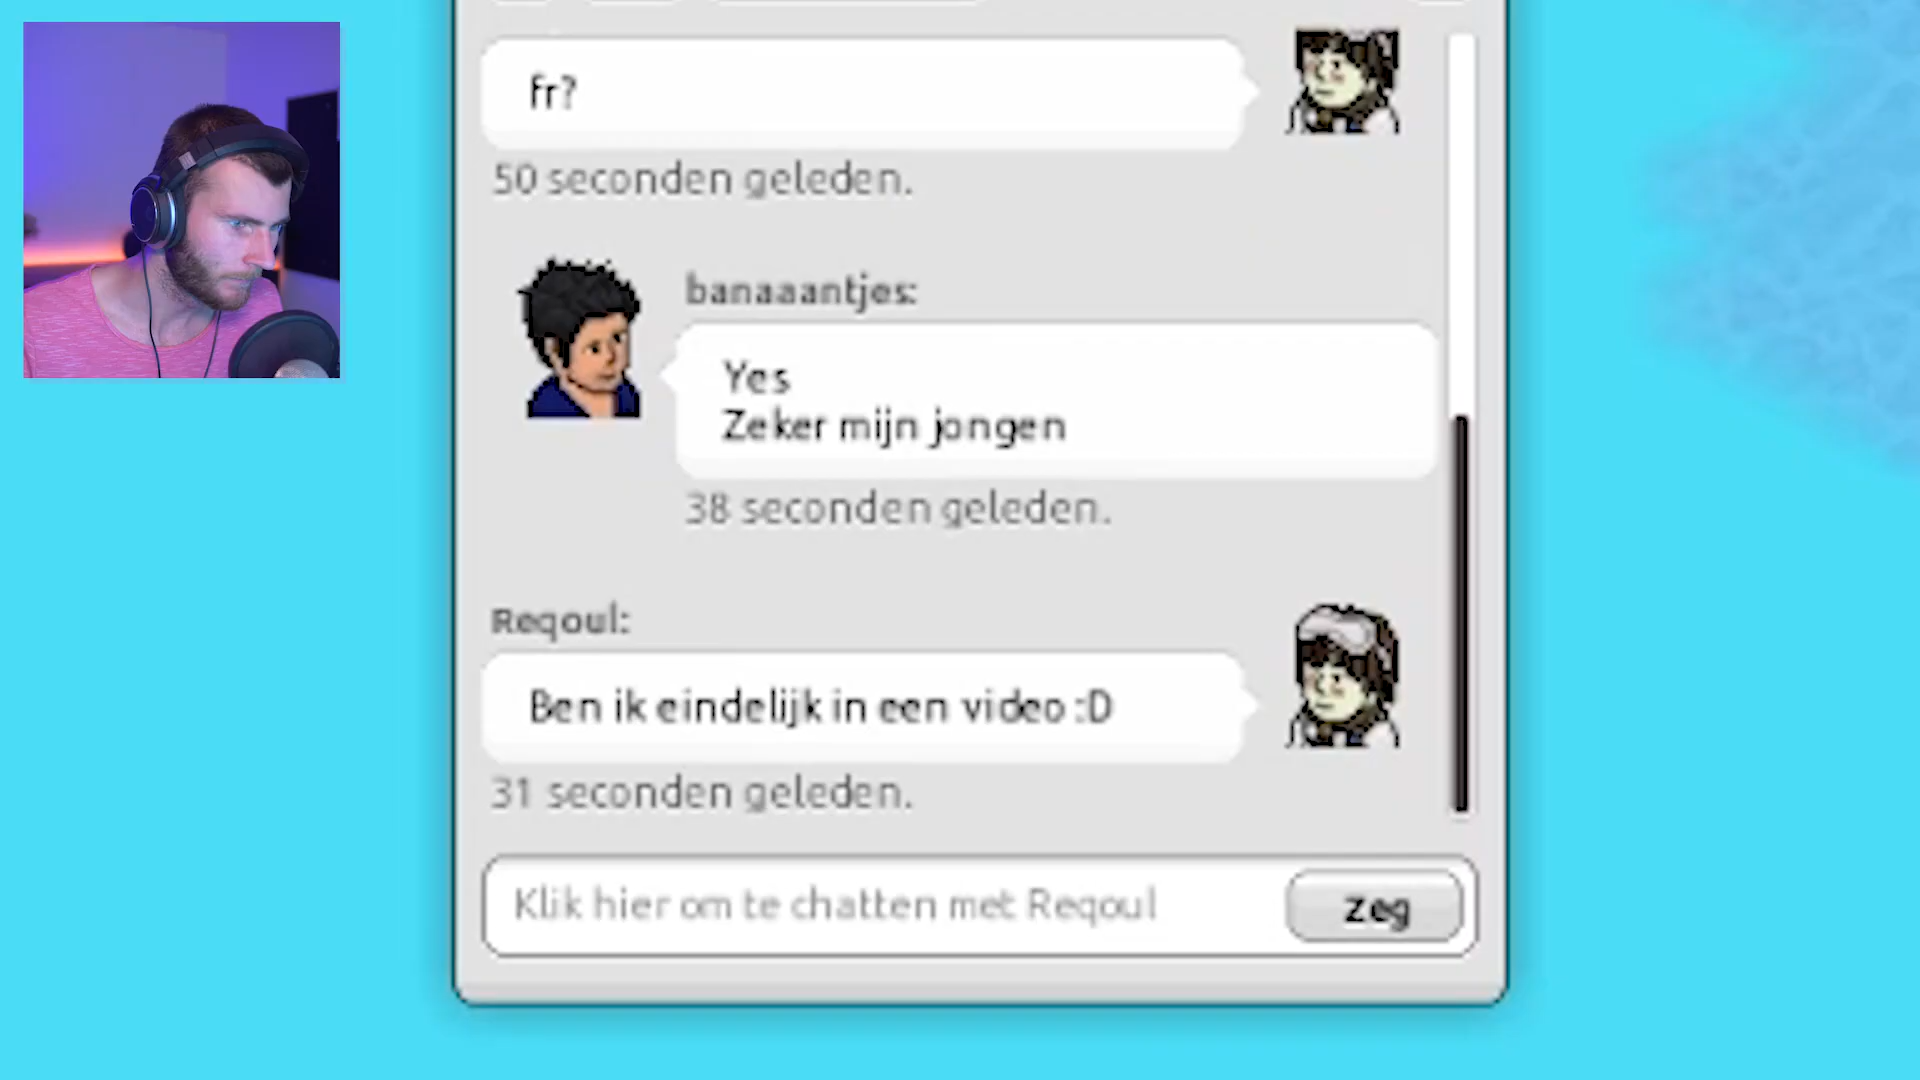 fr?
50 seconden geleden.
banaaantjes:
Yes
Zeker mijn jongen
38 seconden geleden.
Reqoul:
Ben ik eindelijk in een video :D
31 seconden geleden.
Klik hier om te chatten met Reqoul
Zeg